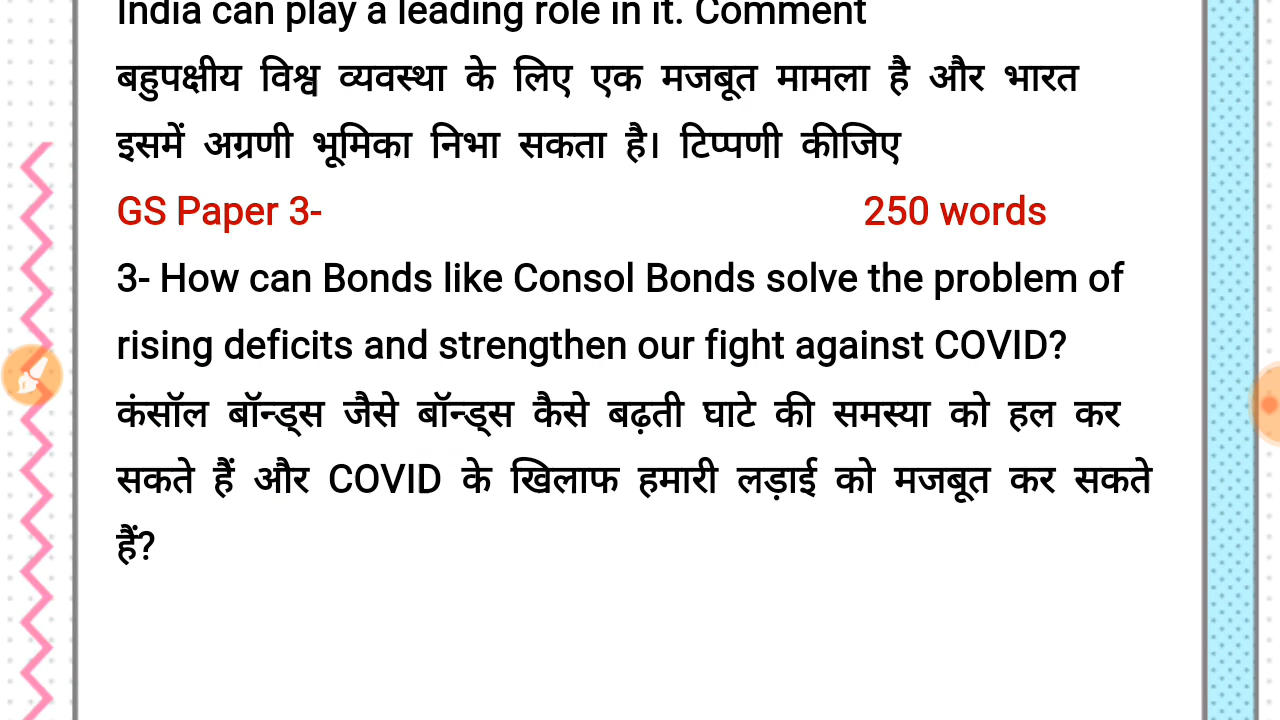 India can play a leading role in it. Comment
बहुपक्षीय विश्व व्यवस्था के लिए एक मजबूत मामला है और भारत
इसमें अग्रणी भूमिका निभा सकता है। टिप्पणी कीजिए
GS Paper 3- 250 words
3- How can Bonds like Consol Bonds solve the problem of
rising deficits and strengthen our fight against COVID?
कंसॉल बॉन्ड्स जैसे बॉन्ड्स कैसे बढ़ती घाटे की समस्या को हल कर
सकते हैं और COVID के खिलाफ हमारी लड़ाई को मजबूत कर सकते
हैं?